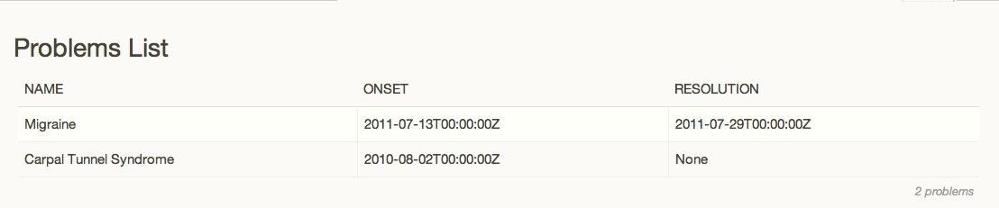 Problems List
NAME ONSET RESOLUTION
Migraine 2011-07-13T00:00:00Z 2011-07-29T00:00:00Z
Carpal Tunnel Syndrome 2010-08-02T00:00:00Z None
2 problems